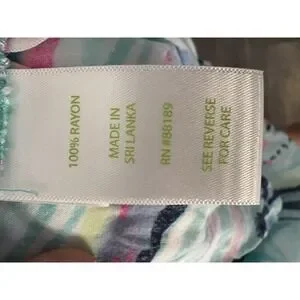 100% RAYON
MADE IN
SRI LANKA
RN #88189
SEE REVERSE
FOR CARE